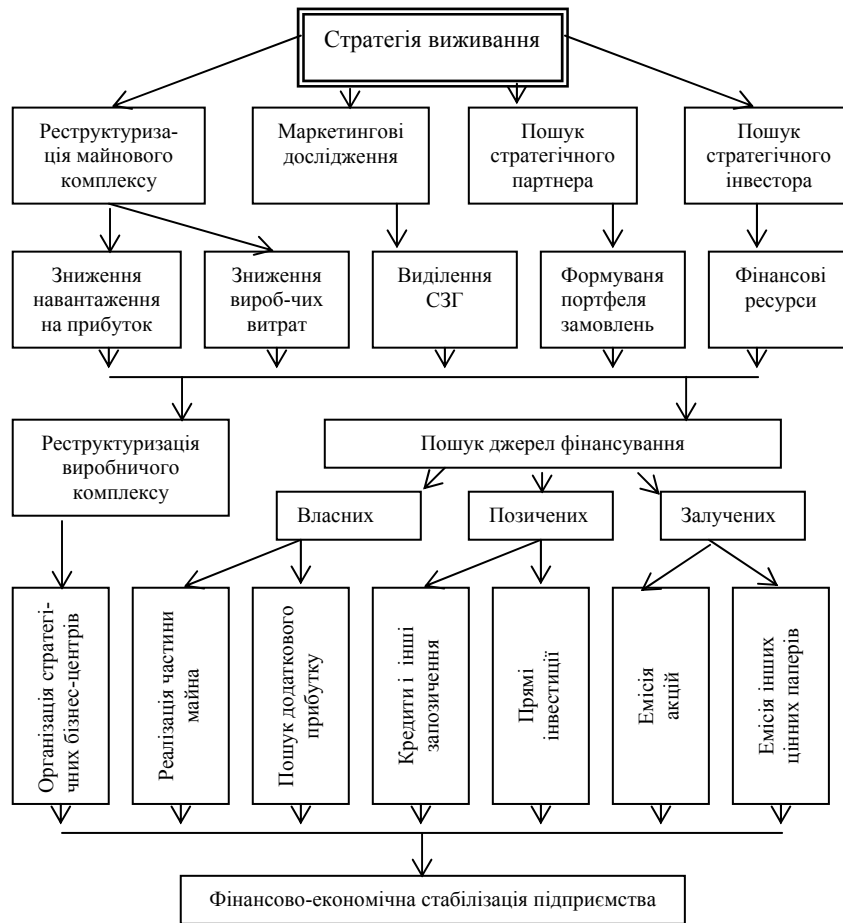 Стратегія виживання
Реструктуриза-
ція майнового
комплексу
Маркетингові
дослідження
Пошук
стратегічного
партнера
Пошук
стратегічного
інвестора
Зниження
навантаження
на прибуток
Зниження
вироб-чих
витрат
Виділення
СЗГ
Формуваня
портфеля
замовлень
Фінансові
ресурси
Реструктуризація
виробничого
комплексу
Пошук джерел фінансування
Власних
Позичених
Залучених
Організація стратегі-
чних бізнес-центрів
Реалізація частини
майна
Пошук додаткового
прибутку
Кредити і інші
запозичення
Прямі
інвестиції
Емісія
акцій
Емісія інших
цінних паперів
Фінансово-економічна стабілізація підприємства